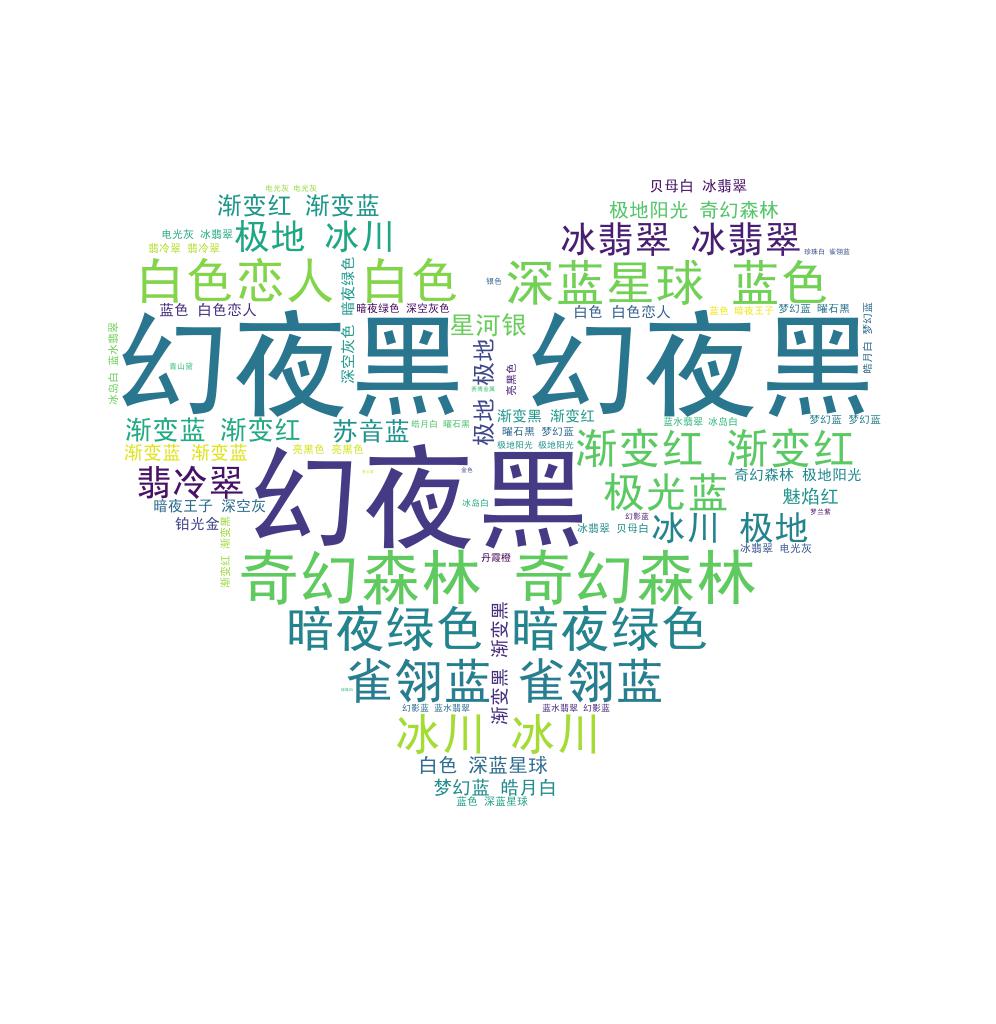 电光灰 电光灰
渐变红 渐变蓝
电光灰 冰翡翠
极地 冰川
翡冷翠 翡冷翠
贝母白 冰翡翠
极地阳光 奇幻森林
冰翡翠 冰翡翠
珍珠白 雀翎蓝
白色恋人 白色
暗夜绿色
银色
深蓝星球 蓝色
蓝色 白色恋人
暗夜绿色 深空灰色
星河银
白色 白色恋人
蓝色 暗夜王子
梦幻蓝 曜石黑
冰岛白 蓝水翡翠
幻夜黑
青山黛
深空灰色
极地 极地
亮黑色
幻夜黑
皓月白 梦幻蓝
渐变蓝 渐变红
苏音蓝
皓月白 曜石黑
渐变黑 渐变红
曜石黑 梦幻蓝
极地阳光 极地阳光
蓝水翡翠 冰岛白
梦幻蓝 梦幻蓝
渐变蓝 渐变蓝
亮黑色 亮黑色
渐变红 渐变红
翡冷翠
幻夜黑
金色
冰岛白
极光蓝
奇幻森林 极地阳光
魅焰红
罗兰紫
暗夜王子 深空灰
铂光金
渐变红 渐变黑
幻影蓝
冰翡翠 贝母白
冰川 极地
冰翡翠 电光灰
丹霞橙
奇幻森林 奇幻森林
暗夜绿色 暗夜绿色
渐变黑 渐变黑
雀翎蓝 雀翎蓝
幻影蓝 蓝水翡翠
蓝水翡翠 幻影蓝
冰川 冰川
白色 深蓝星球
梦幻蓝 皓月白
蓝色 深蓝星球